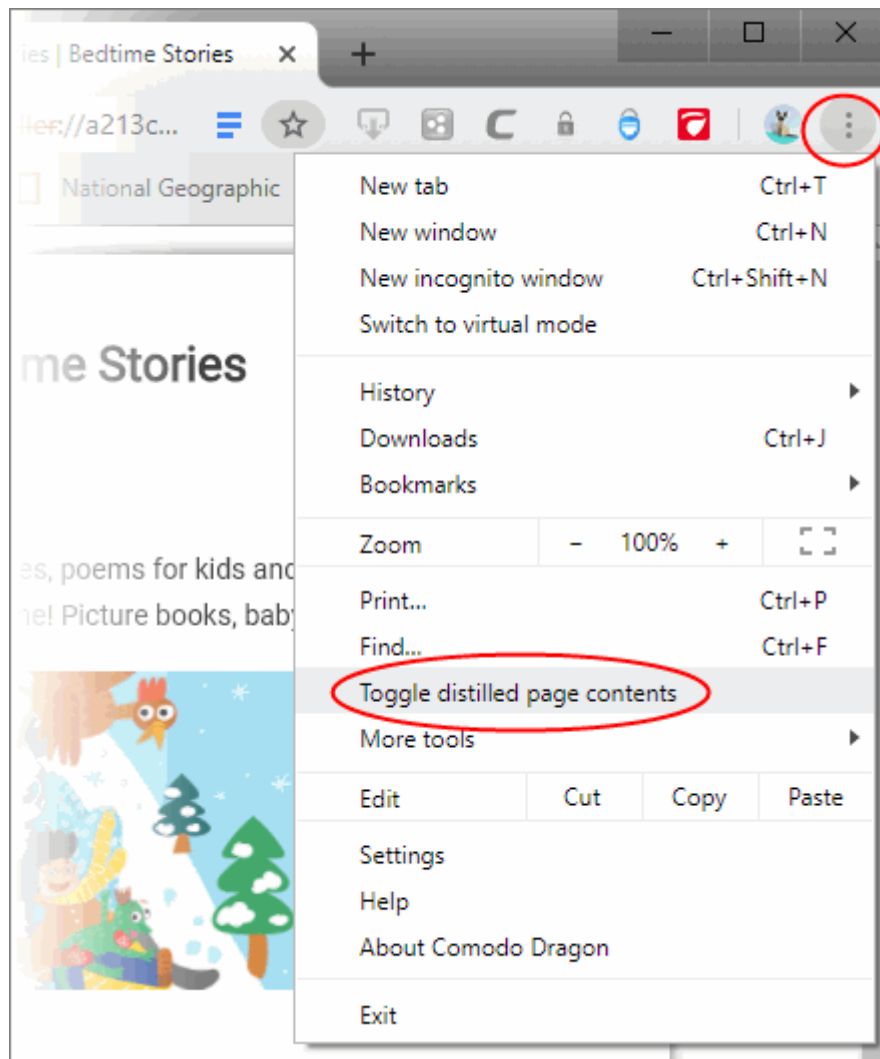 ies | Bedtime Stories
ller://a213c...
National Geographic
New tab Ctrl+T
New window Ctrl+N
New incognito window Ctrl+Shift+N
Switch to virtual mode
me Stories
History
Downloads Ctrl+J
Bookmarks
Zoom - 100% +
es, poems for kids and
ne! Picture books, baby
Print... Ctrl+P
Find... Ctrl+F
Toggle distilled page contents
More tools
Edit Cut Copy Paste
Settings
Help
About Comodo Dragon
Exit